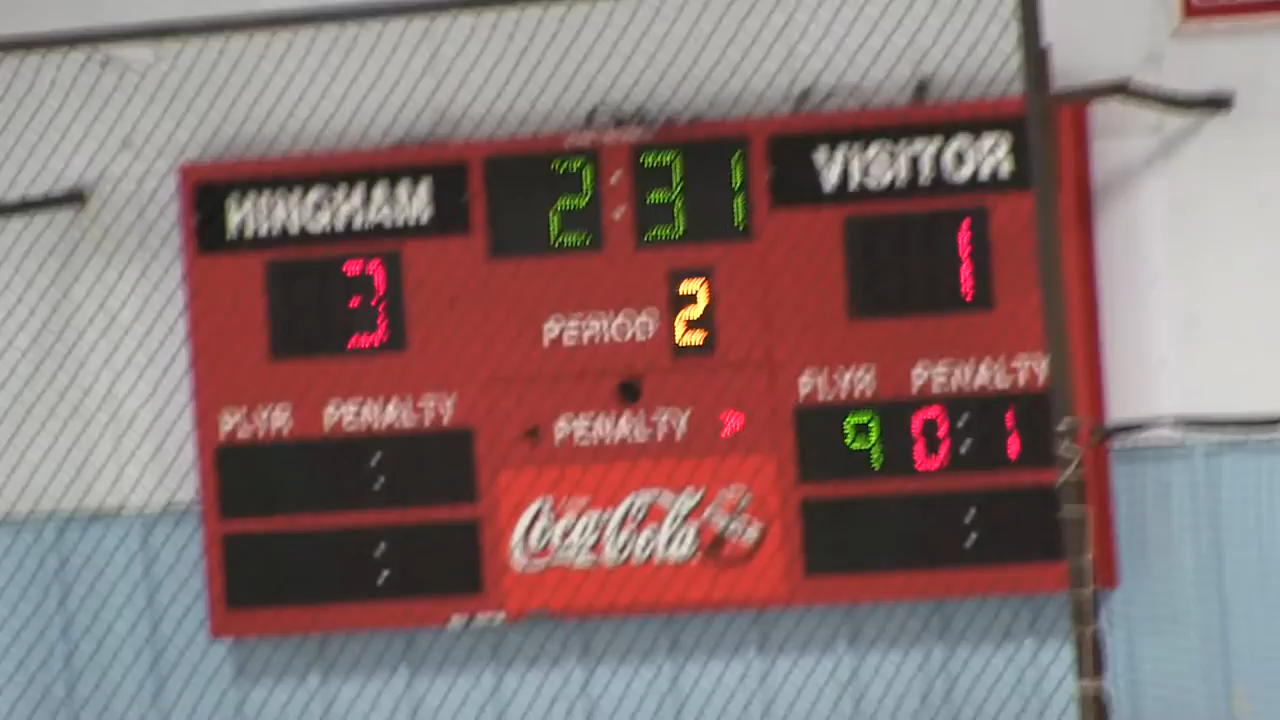 HINGHAM 2:31 VISITOR
3 PERIOD 2 1
PLYR PENALTY PENALTY PLYR PENALTY
: 9 0:1
Coca-Cola
: :